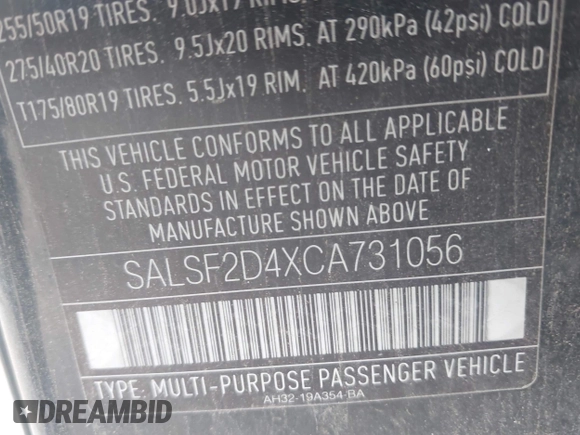 255/50R19 TIRES. 9.0Jx19 RIMS.
275/40R20 TIRES. 9.5Jx20 RIMS. AT 290kPa (42psi) COLD
T175/80R19 TIRES. 5.5Jx19 RIM. AT 420kPa (60psi) COLD
THIS VEHICLE CONFORMS TO ALL APPLICABLE
U.S. FEDERAL MOTOR VEHICLE SAFETY
STANDARDS IN EFFECT ON THE DATE OF
MANUFACTURE SHOWN ABOVE.
SALSF2D4XCA731056
TYPE: MULTI-PURPOSE PASSENGER VEHICLE
AH32-19A354-BA
DREAMBID